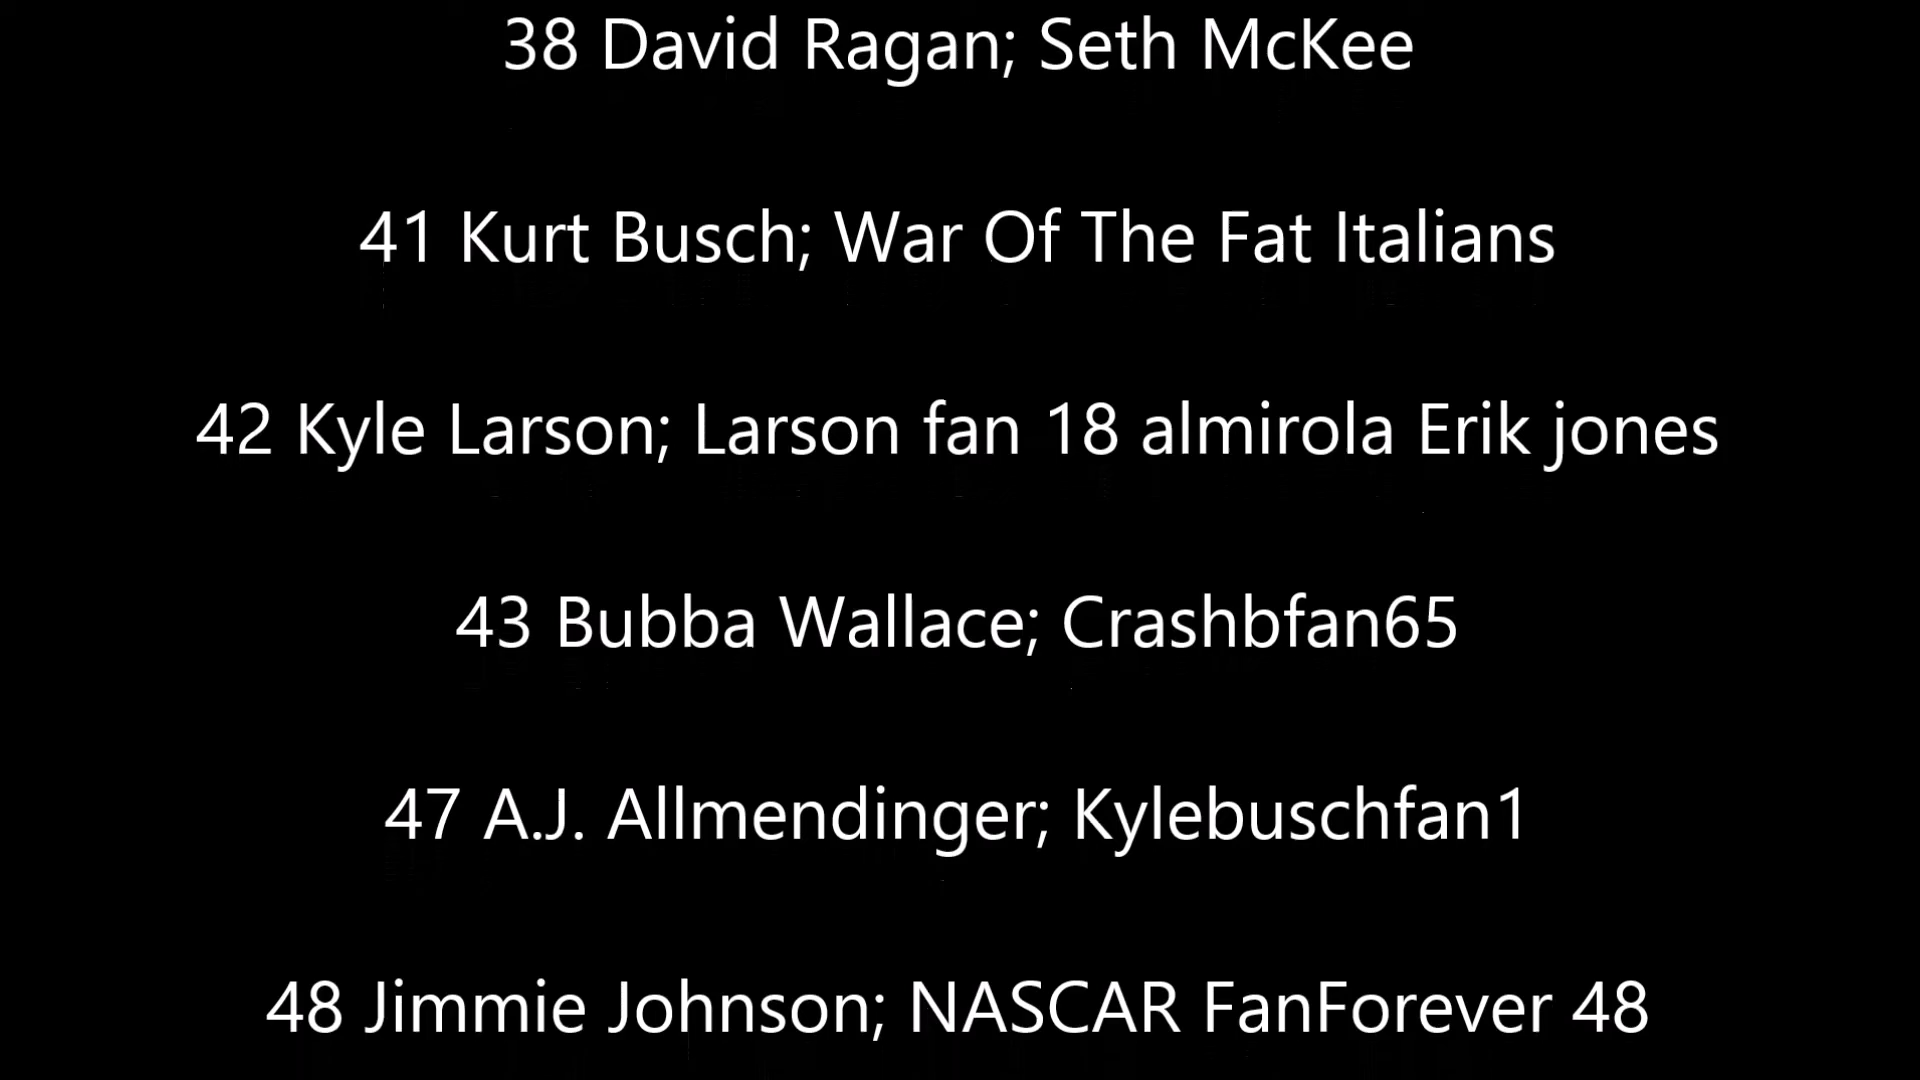 38 David Ragan; Seth McKee
41 Kurt Busch; War Of The Fat Italians
42 Kyle Larson; Larson fan 18 almirola Erik jones
43 Bubba Wallace; Crashbfan65
47 A.J. Allmendinger; Kylebuschfan1
48 Jimmie Johnson; NASCAR FanForever 48